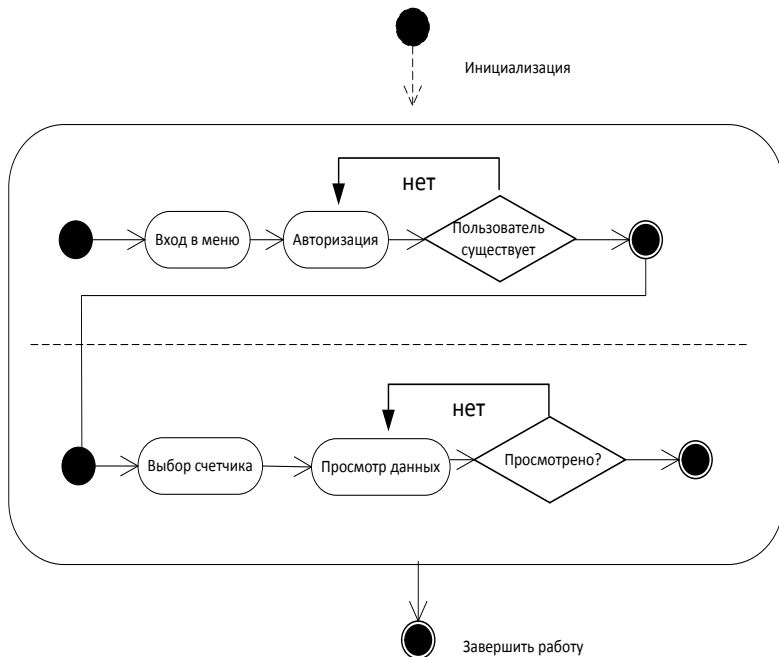 Инициализация
нет
Вход в меню
Авторизация
Пользователь
существует
нет
Выбор счетчика
Просмотр данных
Просмотрено?
Завершить работу